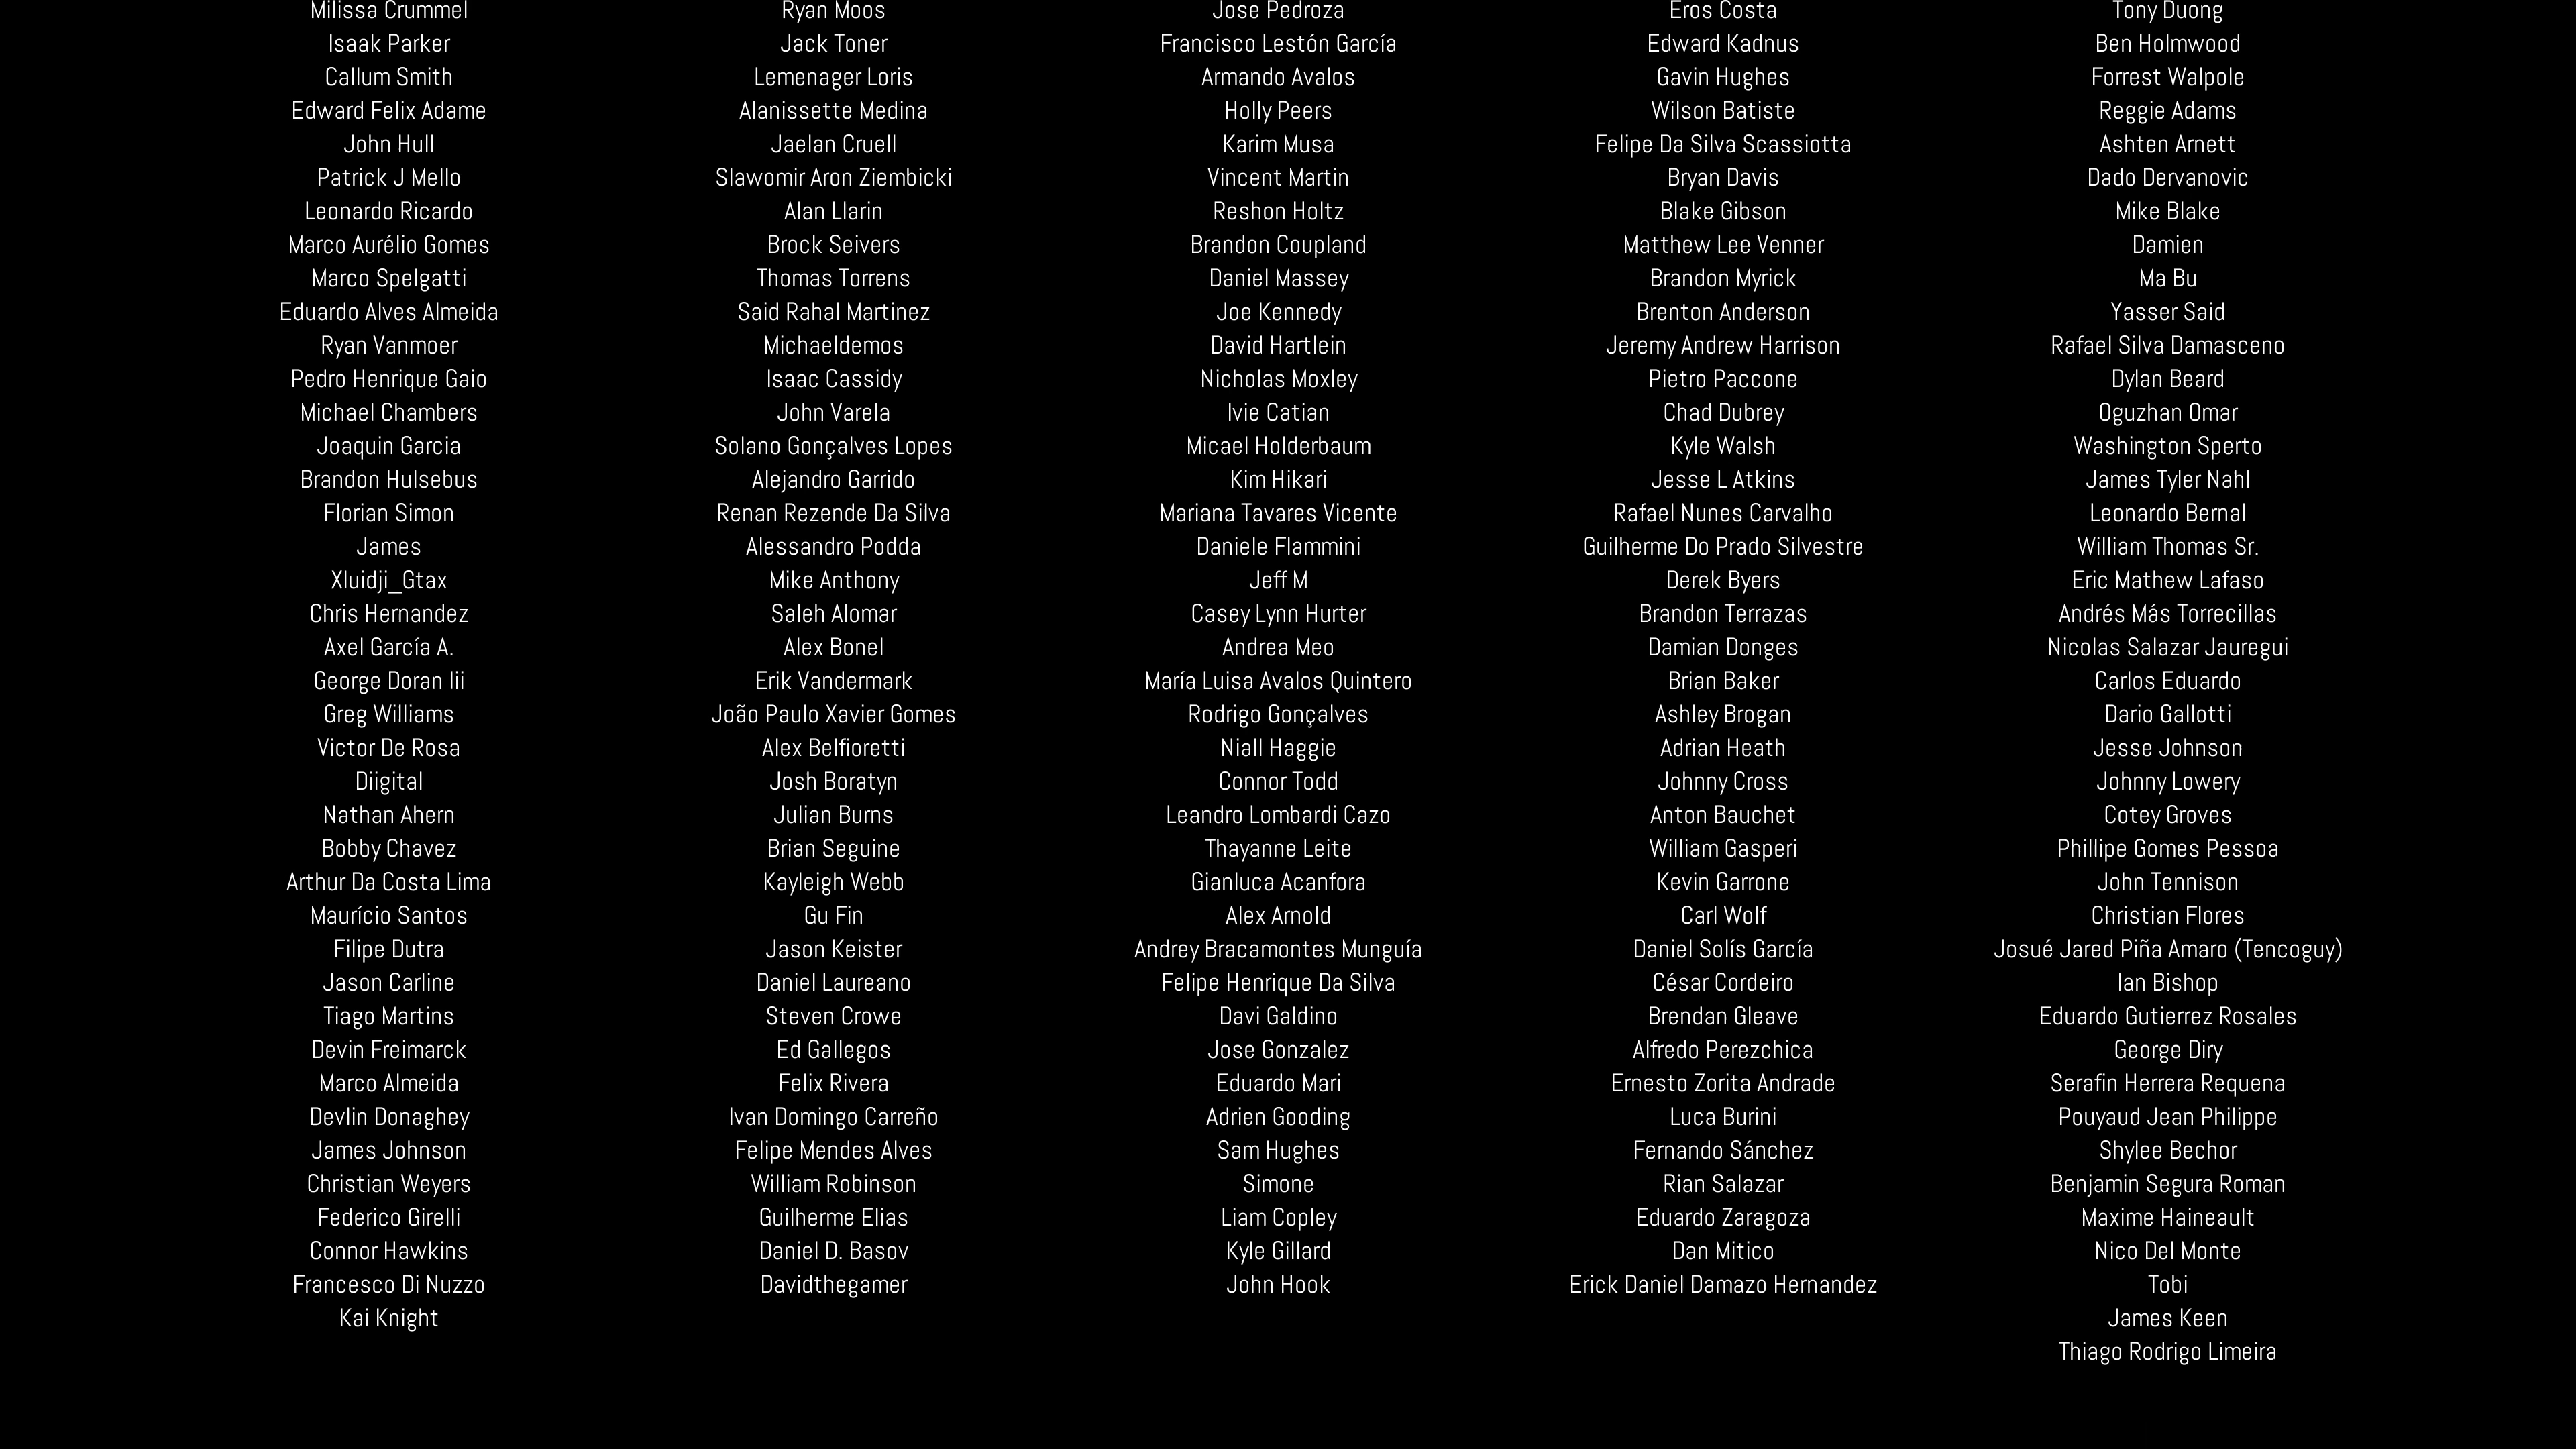 Milissa Crummel
Isaak Parker
Callum Smith
Edward Felix Adame
John Hull
Patrick J Mello
Leonardo Ricardo
Marco Aurélio Gomes
Marco Spelgatti
Eduardo Alves Almeida
Ryan Vanmoer
Pedro Henrique Gaio
Michael Chambers
Joaquin Garcia
Brandon Hulsebus
Florian Simon
James
Xluidji_Gtax
Chris Hernandez
Axel García A.
George Doran Iii
Greg Williams
Victor De Rosa
Diigital
Nathan Ahern
Bobby Chavez
Arthur Da Costa Lima
Maurício Santos
Filipe Dutra
Jason Carline
Tiago Martins
Devin Freimarck
Marco Almeida
Devlin Donaghey
James Johnson
Christian Weyers
Federico Girelli
Connor Hawkins
Francesco Di Nuzzo
Kai Knight
Ryan Moos
Jack Toner
Lemenager Loris
Alanissette Medina
Jaelan Cruell
Slawomir Aron Ziembicki
Alan Llarin
Brock Seivers
Thomas Torrens
Said Rahal Martinez
Michaeldemos
Isaac Cassidy
John Varela
Solano Gonçalves Lopes
Alejandro Garrido
Renan Rezende Da Silva
Alessandro Podda
Mike Anthony
Saleh Alomar
Alex Bonel
Erik Vandermark
João Paulo Xavier Gomes
Alex Belfioretti
Josh Boratyn
Julian Burns
Brian Seguine
Kayleigh Webb
Gu Fin
Jason Keister
Daniel Laureano
Steven Crowe
Ed Gallegos
Felix Rivera
Ivan Domingo Carreño
Felipe Mendes Alves
William Robinson
Guilherme Elias
Daniel D. Basov
Davidthegamer
Jose Pedroza
Francisco Lestón García
Armando Avalos
Holly Peers
Karim Musa
Vincent Martin
Reshon Holtz
Brandon Coupland
Daniel Massey
Joe Kennedy
David Hartlein
Nicholas Moxley
Ivie Catian
Micael Holderbaum
Kim Hikari
Mariana Tavares Vicente
Daniele Flammini
Jeff M
Casey Lynn Hurter
Andrea Meo
María Luisa Avalos Quintero
Rodrigo Gonçalves
Niall Haggie
Connor Todd
Leandro Lombardi Cazo
Thayanne Leite
Gianluca Acanfora
Alex Arnold
Andrey Bracamontes Munguía
Felipe Henrique Da Silva
Davi Galdino
Jose Gonzalez
Eduardo Mari
Adrien Gooding
Sam Hughes
Simone
Liam Copley
Kyle Gillard
John Hook
Eros Costa
Edward Kadnus
Gavin Hughes
Wilson Batiste
Felipe Da Silva Scassiotta
Bryan Davis
Blake Gibson
Matthew Lee Venner
Brandon Myrick
Brenton Anderson
Jeremy Andrew Harrison
Pietro Paccone
Chad Dubrey
Kyle Walsh
Jesse L Atkins
Rafael Nunes Carvalho
Guilherme Do Prado Silvestre
Derek Byers
Brandon Terrazas
Damian Donges
Brian Baker
Ashley Brogan
Adrian Heath
Johnny Cross
Anton Bauchet
William Gasperi
Kevin Garrone
Carl Wolf
Daniel Solís García
César Cordeiro
Brendan Gleave
Alfredo Perezchica
Ernesto Zorita Andrade
Luca Burini
Fernando Sánchez
Rian Salazar
Eduardo Zaragoza
Dan Mitico
Erick Daniel Damazo Hernandez
Tony Duong
Ben Holmwood
Forrest Walpole
Reggie Adams
Ashten Arnett
Dado Dervanovic
Mike Blake
Damien
Ma Bu
Yasser Said
Rafael Silva Damasceno
Dylan Beard
Oguzhan Omar
Washington Sperto
James Tyler Nahl
Leonardo Bernal
William Thomas Sr.
Eric Mathew Lafaso
Andrés Más Torrecillas
Nicolas Salazar Jauregui
Carlos Eduardo
Dario Gallotti
Jesse Johnson
Johnny Lowery
Cotey Groves
Phillipe Gomes Pessoa
John Tennison
Christian Flores
Josué Jared Piña Amaro (Tencoguy)
Ian Bishop
Eduardo Gutierrez Rosales
George Diry
Serafin Herrera Requena
Pouyaud Jean Philippe
Shylee Bechor
Benjamin Segura Roman
Maxime Haineault
Nico Del Monte
Tobi
James Keen
Thiago Rodrigo Limeira